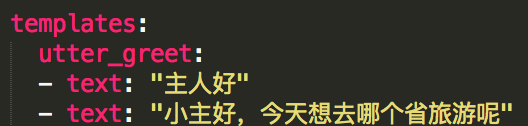 templates:
  utter_greet:
  - text: "主人好"
  - text: "小主好，今天想去哪个省旅游呢"